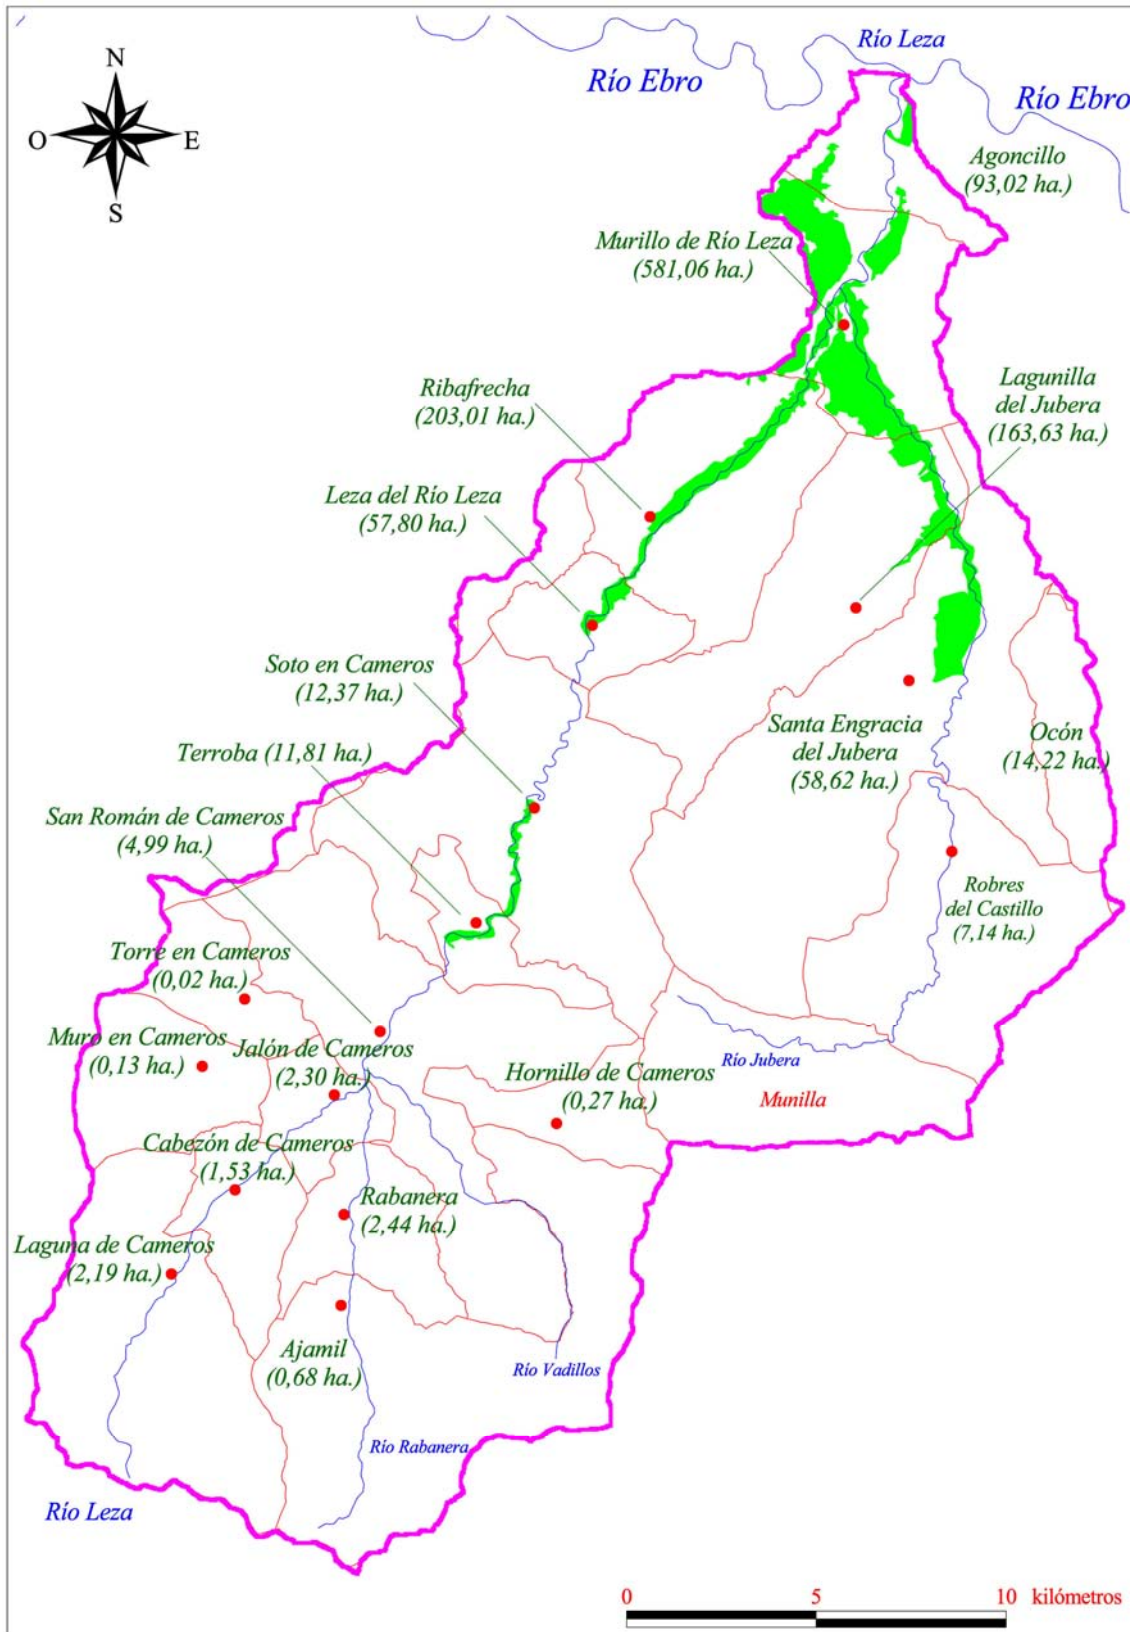 Río Leza
N
Río Ebro
Río Ebro
O
E
S
Agoncillo
(93,02 ha.)
Murillo de Río Leza
(581,06 ha.)
Ribafrecha
(203,01 ha.)
Lagunilla
del Jubera
(163,63 ha.)
Leza del Río Leza
(57,80 ha.)
Soto en Cameros
(12,37 ha.)
Santa Engracia
del Jubera
(58,62 ha.)
Ocón
(14,22 ha.)
Terroba (11,81 ha.)
San Román de Cameros
(4,99 ha.)
Robres
del Castillo
(7,14 ha.)
Torre en Cameros
(0,02 ha.)
Muro en Cameros
(0,13 ha.)
Jalón de Cameros
(2,30 ha.)
Hornillo de Cameros
(0,27 ha.)
Río Jubera
Munilla
Cabezón de Cameros
(1,53 ha.)
Rabanera
(2,44 ha.)
Laguna de Cameros
(2,19 ha.)
Ajamil
(0,68 ha.)
Río Vadillos
Río Rabanera
Río Leza
0 5 10 kilómetros